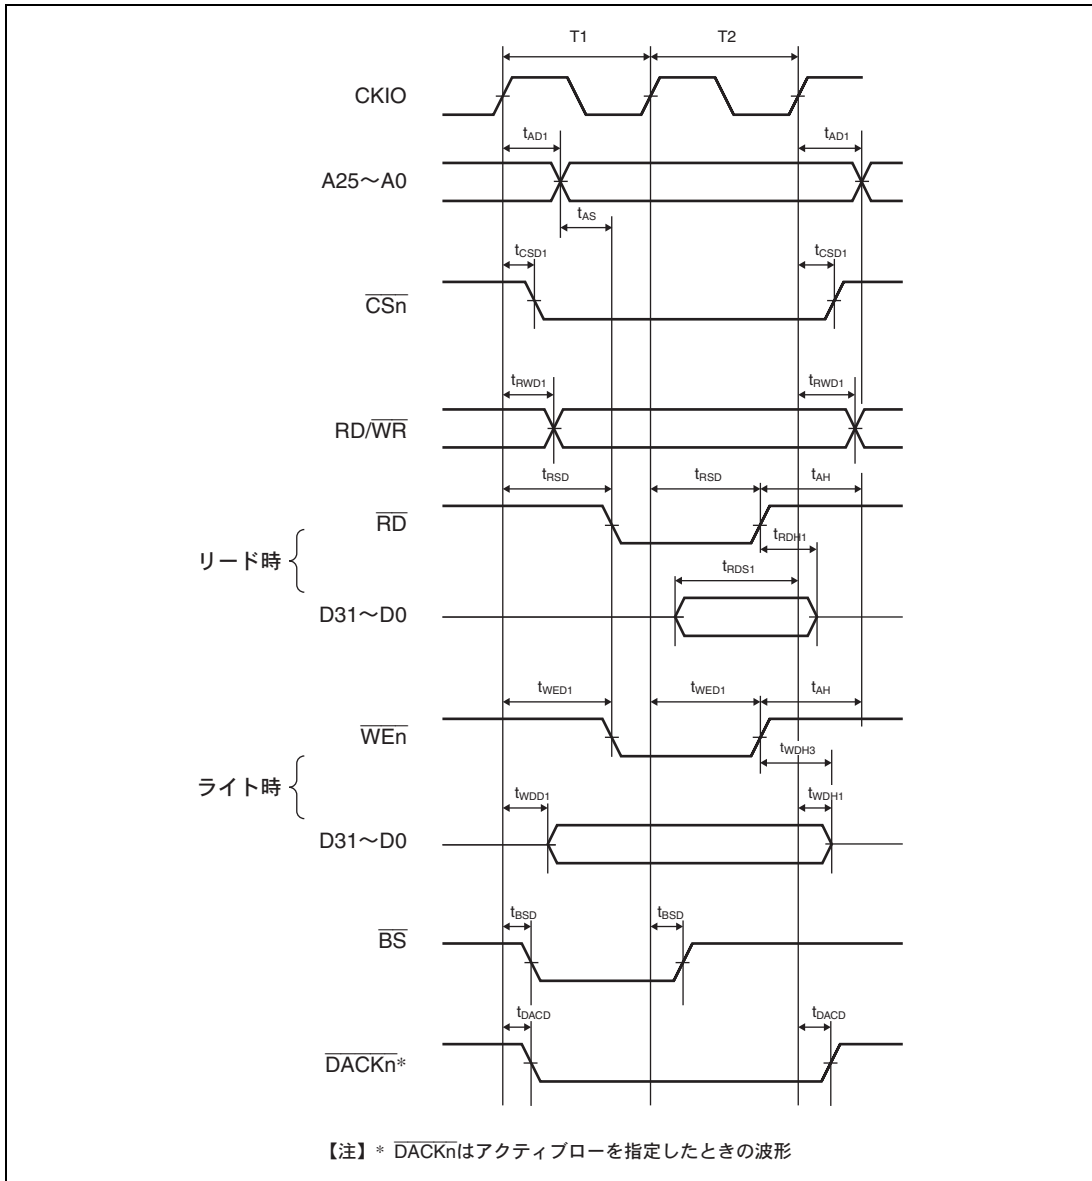 T1 T2
CKIO
tAD1 tAD1
A25～A0
tAS
tCSD1 tCSD1
CSn
tRWD1 tRWD1
RD/WR
tRSD tRSD tAH
RD
tRDH1
リード時
tRDS1
D31～D0
tWED1 tWED1 tAH
WEn
tWDH3
ライト時
tWDD1 tWDH1
D31～D0
tBSD tBSD
BS
tDACD tDACD
DACKn*
【注】* DACKnはアクティブローを指定したときの波形